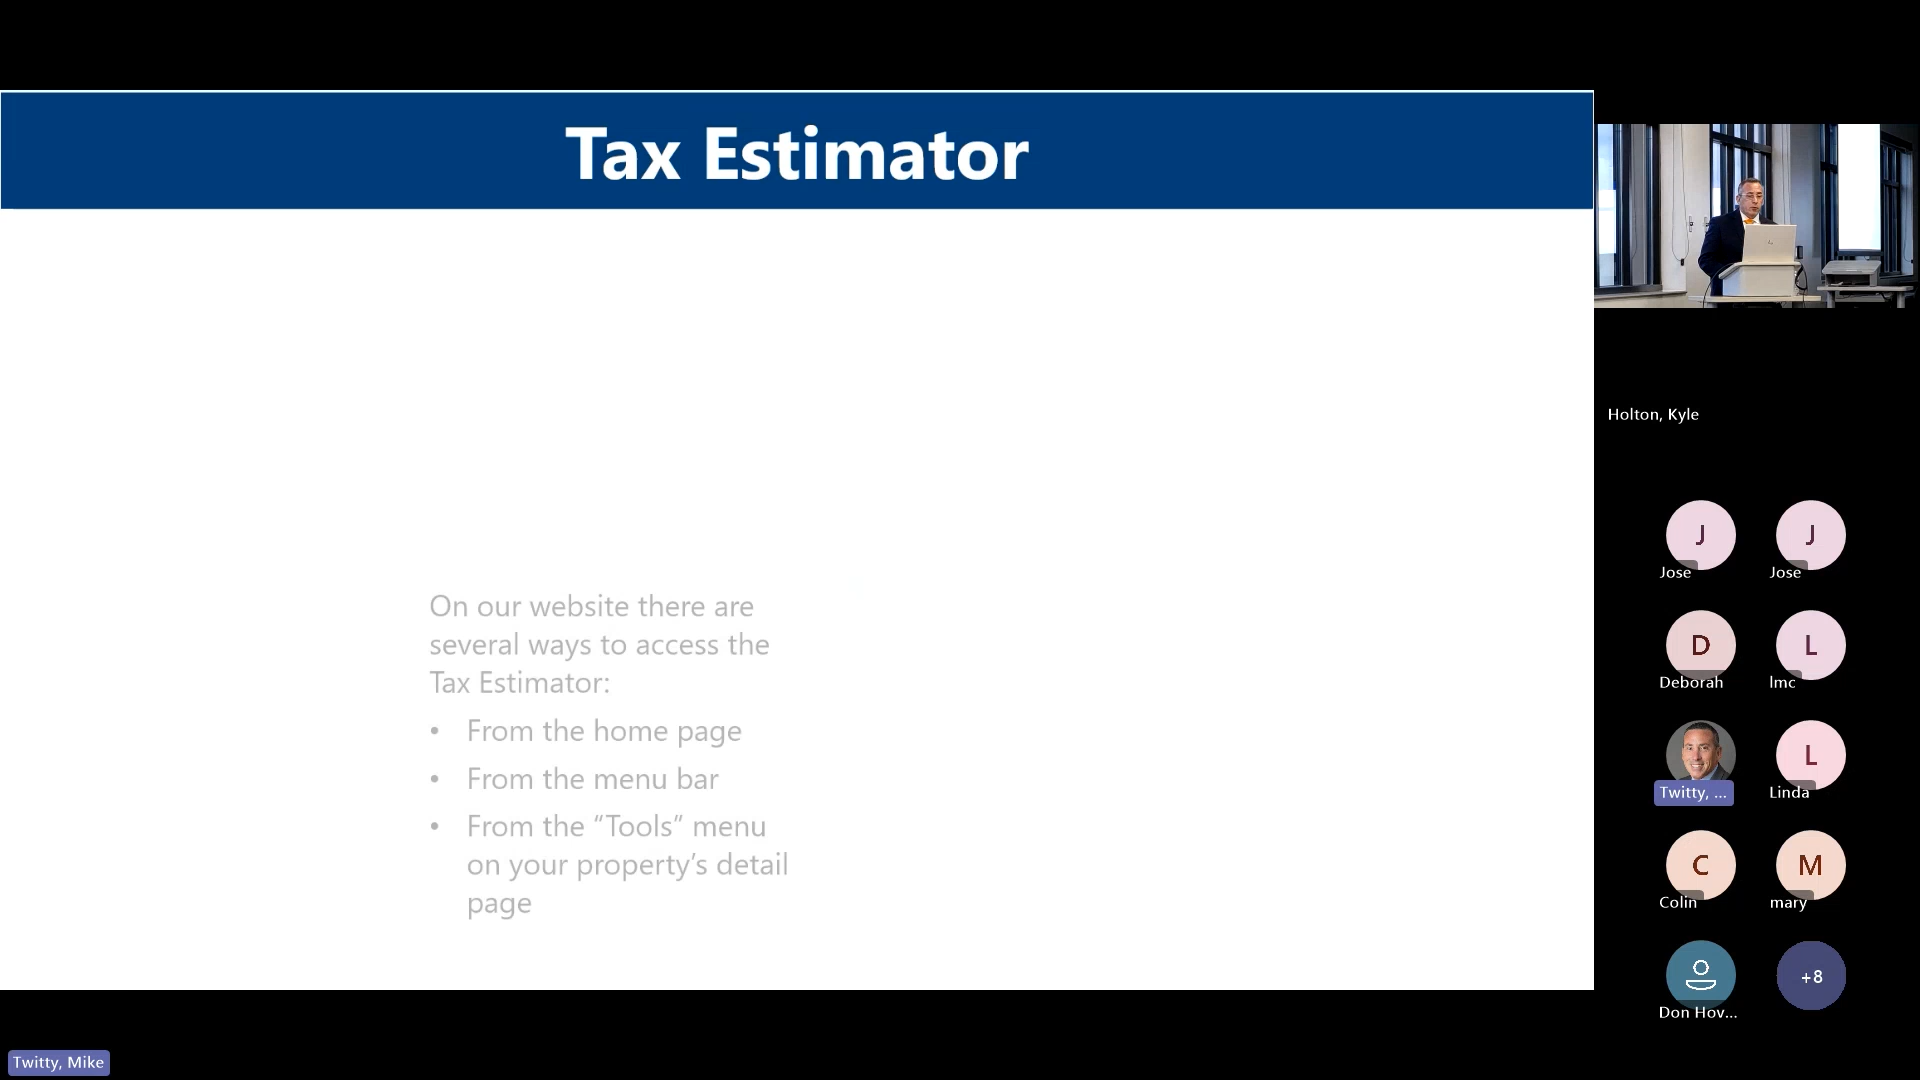 Tax Estimator
On our website there are
several ways to access the
Tax Estimator:
• From the home page
• From the menu bar
• From the “Tools” menu
on your property’s detail
page
Holton, Kyle
J
J
Jose
Jose
D
L
Deborah
lmc
L
Twitty, ...
Linda
C
M
Colin
mary
+8
Don Hov...
Twitty, Mike